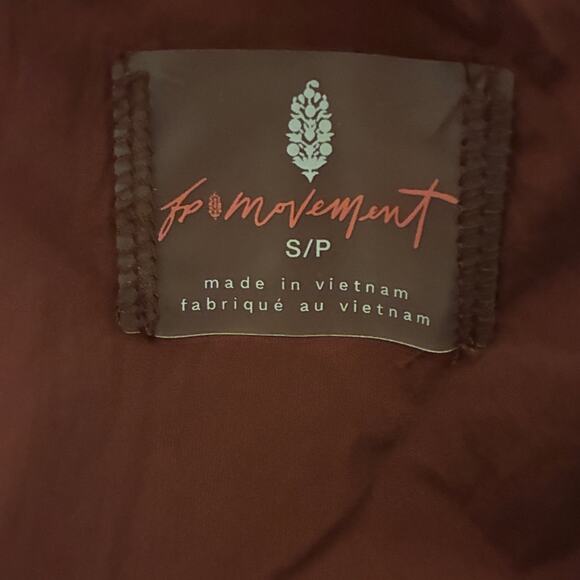 fp movement
S/P
made in vietnam
fabriqué au vietnam